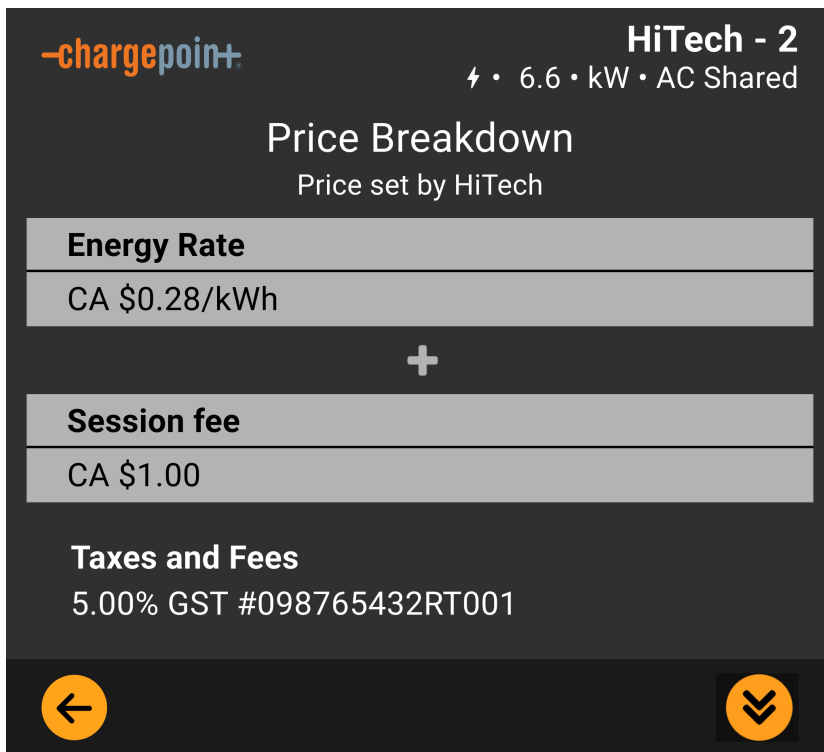 chargepoint
HiTech - 2
• 6.6 • kW • AC Shared
Price Breakdown
Price set by HiTech
Energy Rate
CA $0.28/kWh
+
Session fee
CA $1.00
Taxes and Fees
5.00% GST #098765432RT001